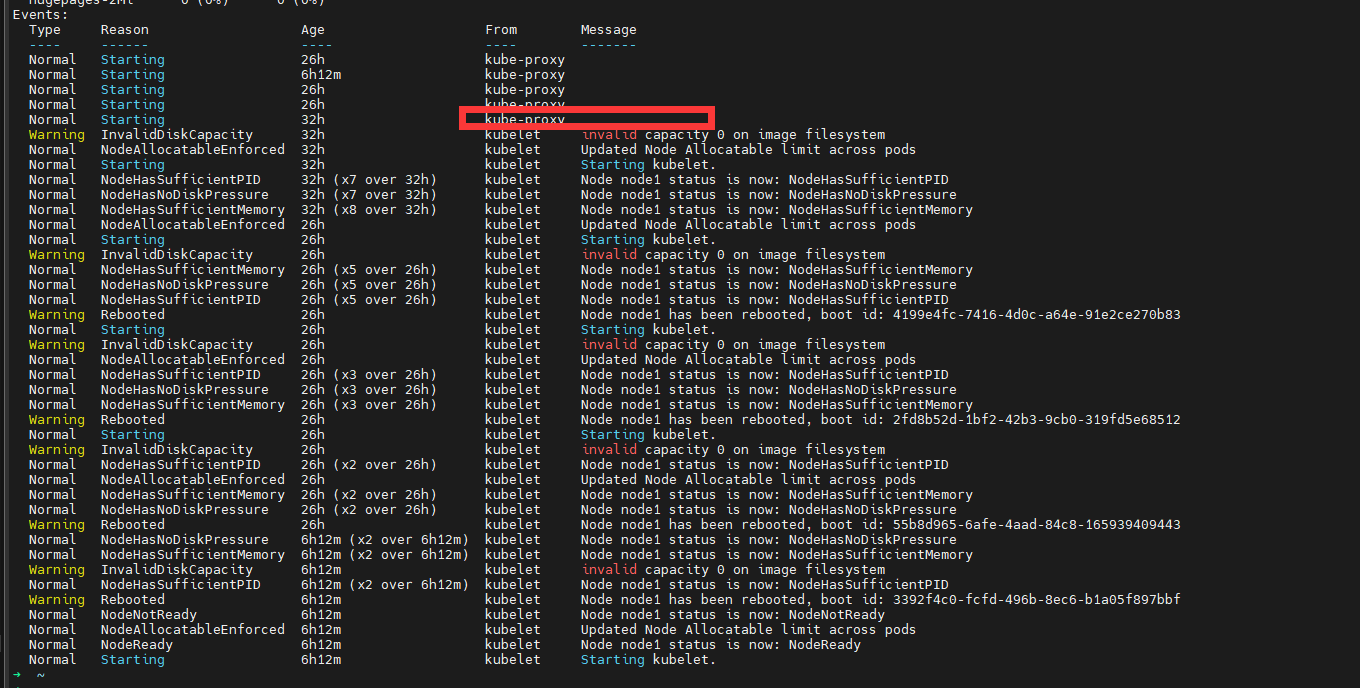 Hugepages-2Mi      0 (0%)      0 (0%)
Events:
  Type     Reason                   Age                    From        Message
  ----     ------                   ----                   ----        -------
  Normal   Starting                 26h                    kube-proxy
  Normal   Starting                 6h12m                  kube-proxy
  Normal   Starting                 26h                    kube-proxy
  Normal   Starting                 26h                    kube-proxy
  Normal   Starting                 32h                    kube-proxy
  Warning  InvalidDiskCapacity      32h                    kubelet     invalid capacity 0 on image filesystem
  Normal   NodeAllocatableEnforced  32h                    kubelet     Updated Node Allocatable limit across pods
  Normal   Starting                 32h                    kubelet     Starting kubelet.
  Normal   NodeHasSufficientPID     32h (x7 over 32h)      kubelet     Node node1 status is now: NodeHasSufficientPID
  Normal   NodeHasNoDiskPressure    32h (x7 over 32h)      kubelet     Node node1 status is now: NodeHasNoDiskPressure
  Normal   NodeHasSufficientMemory  32h (x8 over 32h)      kubelet     Node node1 status is now: NodeHasSufficientMemory
  Normal   NodeAllocatableEnforced  26h                    kubelet     Updated Node Allocatable limit across pods
  Normal   Starting                 26h                    kubelet     Starting kubelet.
  Warning  InvalidDiskCapacity      26h                    kubelet     invalid capacity 0 on image filesystem
  Normal   NodeHasSufficientMemory  26h (x5 over 26h)      kubelet     Node node1 status is now: NodeHasSufficientMemory
  Normal   NodeHasNoDiskPressure    26h (x5 over 26h)      kubelet     Node node1 status is now: NodeHasNoDiskPressure
  Normal   NodeHasSufficientPID     26h (x5 over 26h)      kubelet     Node node1 status is now: NodeHasSufficientPID
  Warning  Rebooted                 26h                    kubelet     Node node1 has been rebooted, boot id: 4199e4fc-7416-4d0c-a64e-91e2ce270b83
  Normal   Starting                 26h                    kubelet     Starting kubelet.
  Warning  InvalidDiskCapacity      26h                    kubelet     invalid capacity 0 on image filesystem
  Normal   NodeAllocatableEnforced  26h                    kubelet     Updated Node Allocatable limit across pods
  Normal   NodeHasSufficientPID     26h (x3 over 26h)      kubelet     Node node1 status is now: NodeHasSufficientPID
  Normal   NodeHasNoDiskPressure    26h (x3 over 26h)      kubelet     Node node1 status is now: NodeHasNoDiskPressure
  Normal   NodeHasSufficientMemory  26h (x3 over 26h)      kubelet     Node node1 status is now: NodeHasSufficientMemory
  Warning  Rebooted                 26h                    kubelet     Node node1 has been rebooted, boot id: 2fd8b52d-1bf2-42b3-9cb0-319fd5e68512
  Normal   Starting                 26h                    kubelet     Starting kubelet.
  Warning  InvalidDiskCapacity      26h                    kubelet     invalid capacity 0 on image filesystem
  Normal   NodeHasSufficientPID     26h (x2 over 26h)      kubelet     Node node1 status is now: NodeHasSufficientPID
  Normal   NodeAllocatableEnforced  26h                    kubelet     Updated Node Allocatable limit across pods
  Normal   NodeHasSufficientMemory  26h (x2 over 26h)      kubelet     Node node1 status is now: NodeHasSufficientMemory
  Normal   NodeHasNoDiskPressure    26h (x2 over 26h)      kubelet     Node node1 status is now: NodeHasNoDiskPressure
  Warning  Rebooted                 26h                    kubelet     Node node1 has been rebooted, boot id: 55b8d965-6afe-4aad-84c8-165939409443
  Normal   NodeHasNoDiskPressure    6h12m (x2 over 6h12m)  kubelet     Node node1 status is now: NodeHasNoDiskPressure
  Normal   NodeHasSufficientMemory  6h12m (x2 over 6h12m)  kubelet     Node node1 status is now: NodeHasSufficientMemory
  Warning  InvalidDiskCapacity      6h12m                  kubelet     invalid capacity 0 on image filesystem
  Normal   NodeHasSufficientPID     6h12m (x2 over 6h12m)  kubelet     Node node1 status is now: NodeHasSufficientPID
  Warning  Rebooted                 6h12m                  kubelet     Node node1 has been rebooted, boot id: 3392f4c0-fcfd-496b-8ec6-b1a05f897bbf
  Normal   NodeNotReady             6h12m                  kubelet     Node node1 status is now: NodeNotReady
  Normal   NodeAllocatableEnforced  6h12m                  kubelet     Updated Node Allocatable limit across pods
  Normal   NodeReady                6h12m                  kubelet     Node node1 status is now: NodeReady
  Normal   Starting                 6h12m                  kubelet     Starting kubelet.
➜  ~